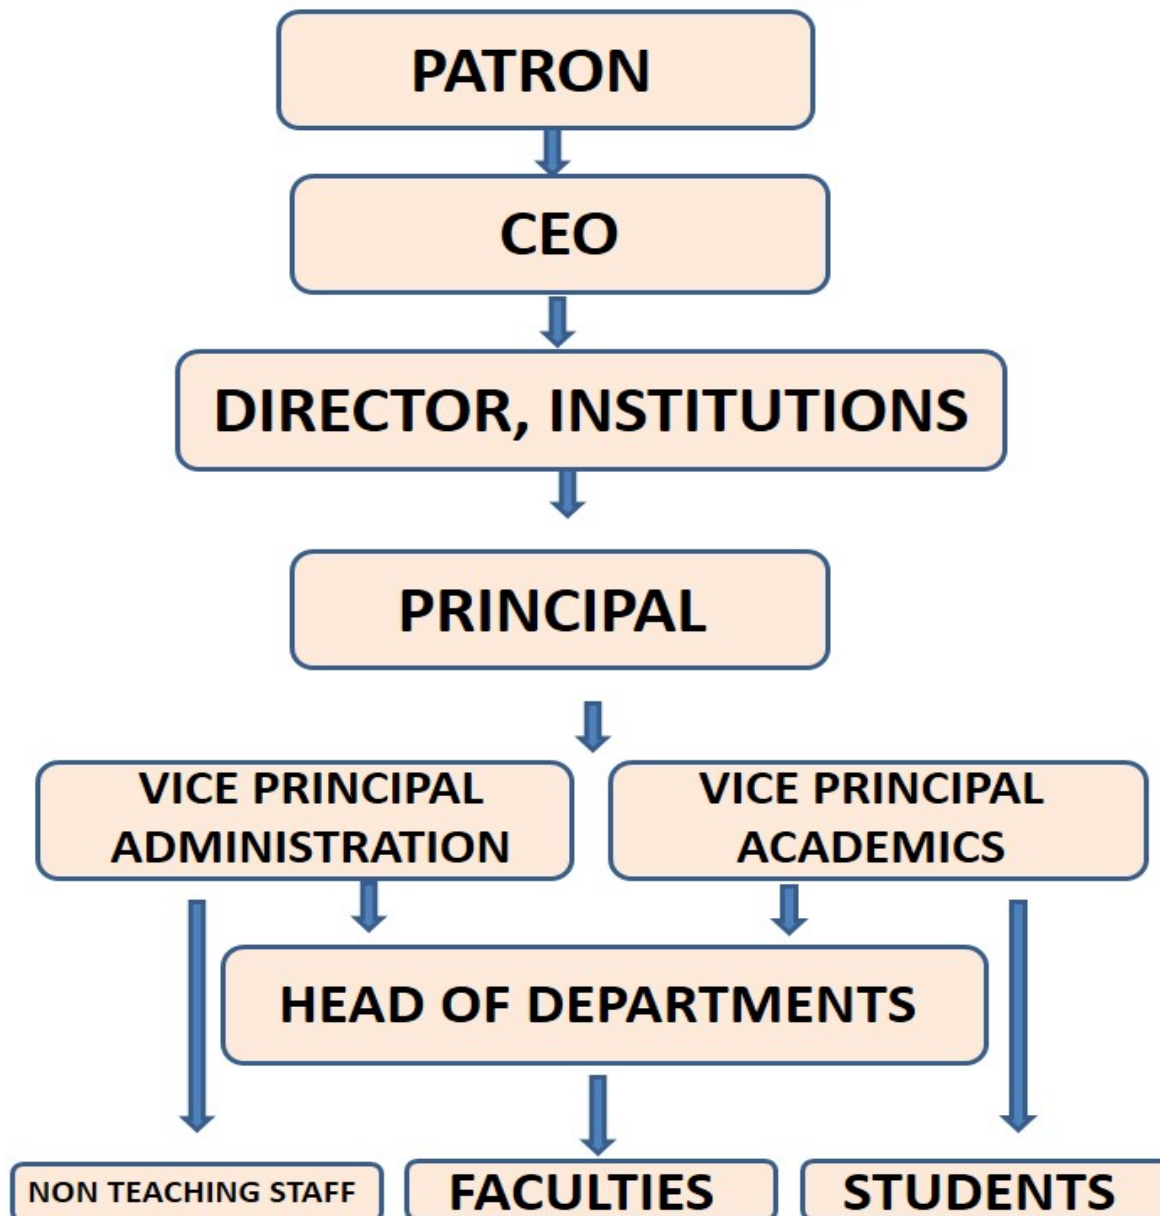 PATRON
CEO
DIRECTOR, INSTITUTIONS
PRINCIPAL
VICE PRINCIPAL
ADMINISTRATION
VICE PRINCIPAL
ACADEMICS
HEAD OF DEPARTMENTS
NON TEACHING STAFF
FACULTIES
STUDENTS